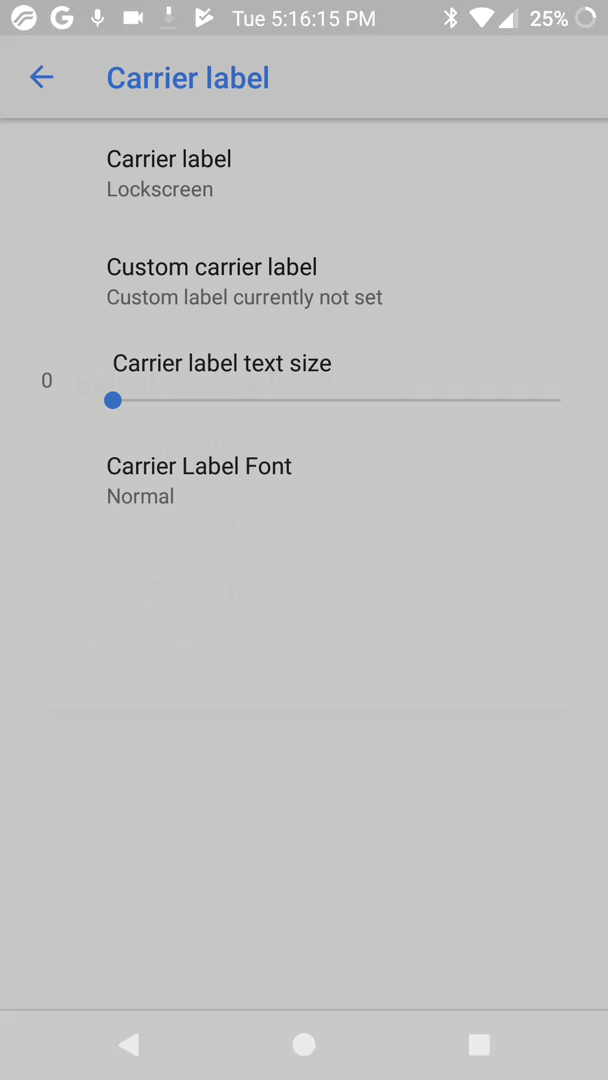 Tue 5:16:15 PM
25%
Carrier label
Carrier label
Lockscreen
Custom carrier label
Custom label currently not set
Carrier label text size
0
Carrier Label Font
Normal